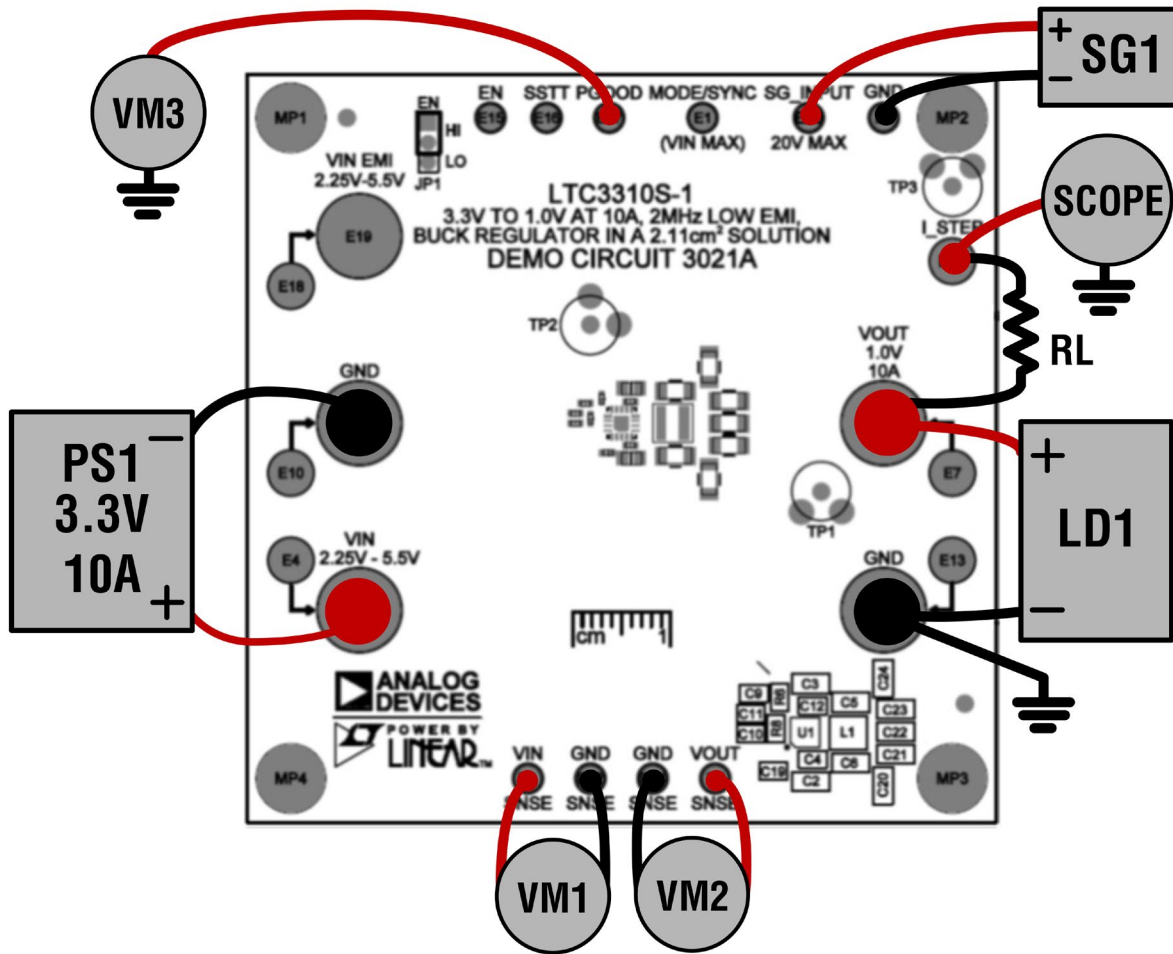 SG1
+
−
VM3
EN
SSTT
PGOOD
MODE/SYNC
SG_INPUT
GND
MP1
EN
HI
LO
JP1
E15
E16
E1
(VIN MAX)
20V MAX
MP2
VIN EMI
2.25V-5.5V
E19
E18
LTC3310S-1
3.3V TO 1.0V AT 10A, 2MHz LOW EMI,
BUCK REGULATOR IN A 2.11cm² SOLUTION
DEMO CIRCUIT 3021A
TP3
SCOPE
I_STEP
TP2
RL
VOUT
1.0V
10A
GND
PS1
3.3V
10A
−
+
E10
E4
VIN
2.25V - 5.5V
E7
TP1
LD1
+
−
GND
E13
cm 1
ANALOG
DEVICES
POWER BY
LINEAR™
C24
C3
C9
R6
C11
C12
C5
C23
C10
R8
U1
L1
C22
C4
C6
C21
C19
C2
C20
MP4
VIN
GND
GND
VOUT
MP3
SNSE
SNSE
SNSE
SNSE
VM1
VM2